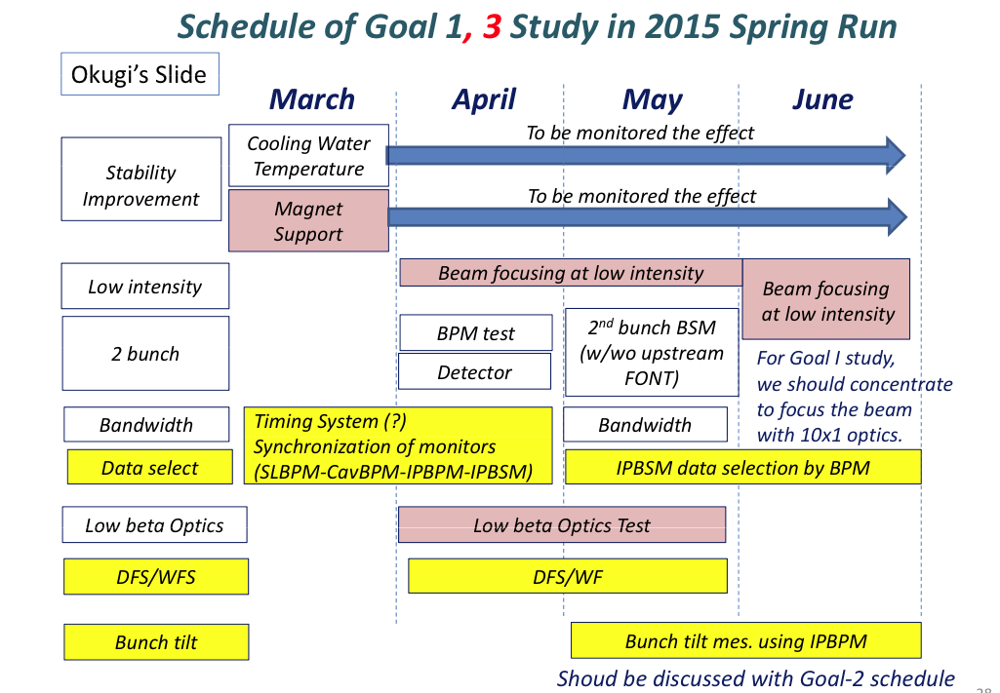 Schedule of Goal 1, 3 Study in 2015 Spring Run
Okugi's Slide
March
April
May
June
Stability
Improvement
Cooling Water
Temperature
To be monitored the effect
Magnet
Support
To be monitored the effect
Low intensity
Beam focusing at low intensity
Beam focusing
at low intensity
2 bunch
BPM test
Detector
2nd bunch BSM
(w/wo upstream
FONT)
For Goal I study,
we should concentrate
to focus the beam
with 10x1 optics.
Bandwidth
Timing System (?)
Synchronization of monitors
(SLBPM-CavBPM-IPBPM-IPBSM)
Bandwidth
Data select
IPBSM data selection by BPM
Low beta Optics
Low beta Optics Test
DFS/WFS
DFS/WF
Bunch tilt
Bunch tilt mes. using IPBPM
Shoud be discussed with Goal-2 schedule